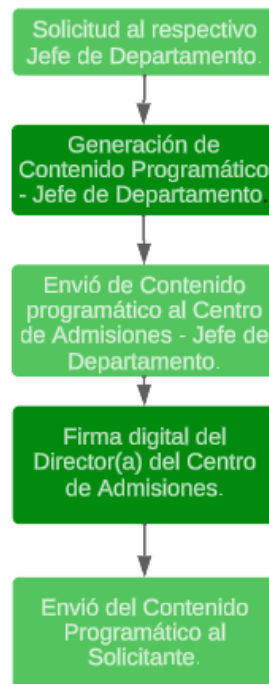 Solicitud al respectivo
Jefe de Departamento.
Generación de
Contenido Programático
- Jefe de Departamento.
Envió de Contenido
programático al Centro
de Admisiones - Jefe de
Departamento.
Firma digital del
Director(a) del Centro
de Admisiones.
Envió del Contenido
Programático al
Solicitante.